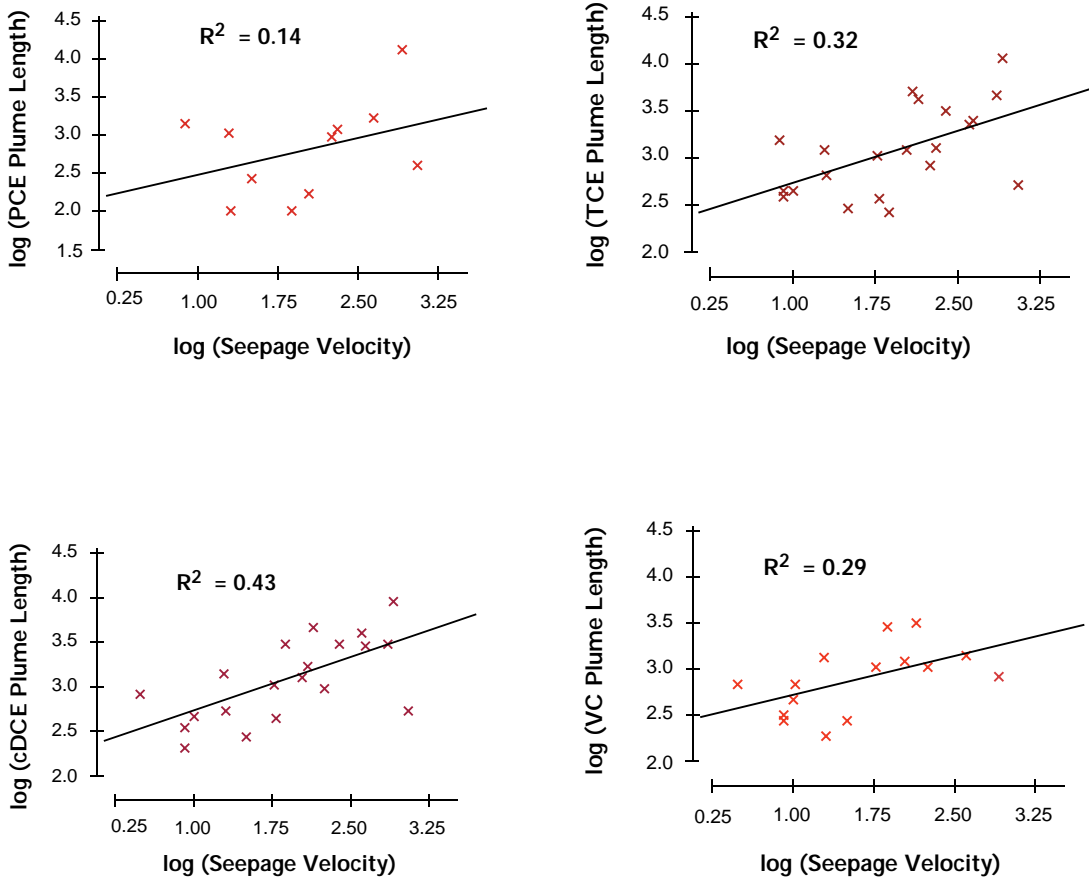 R² = 0.14
log (PCE Plume Length)
4.5
4.0
3.5
3.0
2.5
2.0
1.5
0.25 1.00 1.75 2.50 3.25
log (Seepage Velocity)
R² = 0.32
log (TCE Plume Length)
4.5
4.0
3.5
3.0
2.5
2.0
0.25 1.00 1.75 2.50 3.25
log (Seepage Velocity)
R² = 0.43
log (cDCE Plume Length)
4.5
4.0
3.5
3.0
2.5
2.0
0.25 1.00 1.75 2.50 3.25
log (Seepage Velocity)
R² = 0.29
log (VC Plume Length)
4.5
4.0
3.5
3.0
2.5
2.0
0.25 1.00 1.75 2.50 3.25
log (Seepage Velocity)